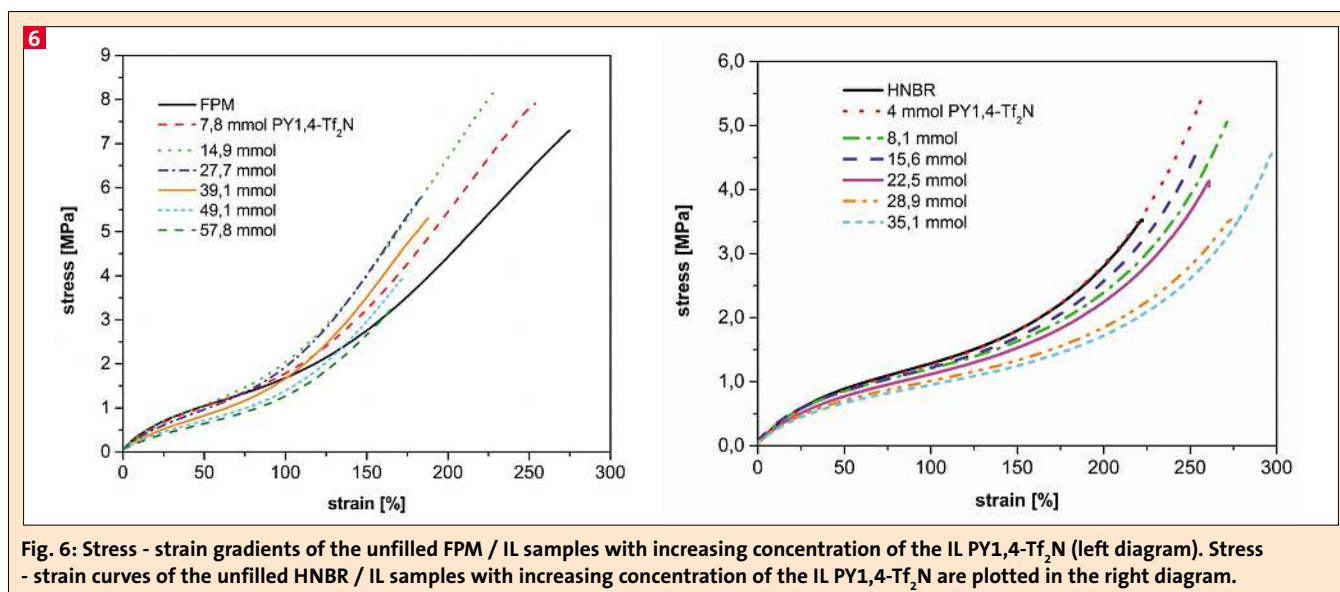 6
9
8
7
6
5
4
3
2
1
0
stress [MPa]
FPM
7,8 mmol PY1,4-Tf₂N
14,9 mmol
27,7 mmol
39,1 mmol
49,1 mmol
57,8 mmol
0 50 100 150 200 250 300
strain [%]
6,0
5,0
4,0
3,0
2,0
1,0
0,0
stress [MPa]
HNBR
4 mmol PY1,4-Tf₂N
8,1 mmol
15,6 mmol
22,5 mmol
28,9 mmol
35,1 mmol
0 50 100 150 200 250 300
strain [%]
Fig. 6: Stress - strain gradients of the unfilled FPM / IL samples with increasing concentration of the IL PY1,4-Tf₂N (left diagram). Stress
- strain curves of the unfilled HNBR / IL samples with increasing concentration of the IL PY1,4-Tf₂N are plotted in the right diagram.